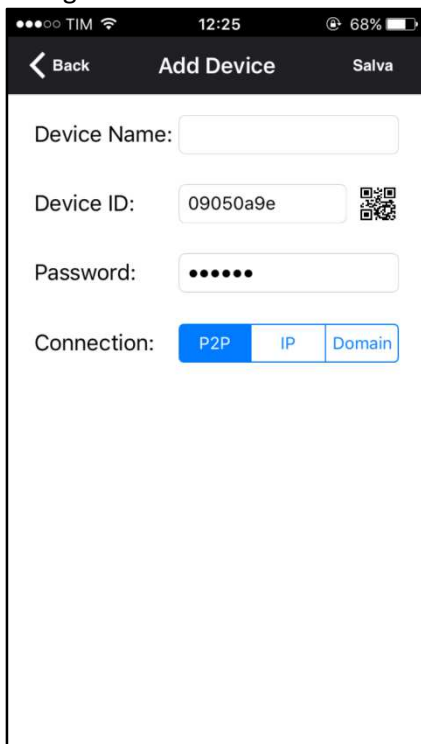 ●●●○○ TIM 12:25 68%
Back Add Device Salva
Device Name:
Device ID: 09050a9e
Password: ●●●●●●
Connection: P2P IP Domain